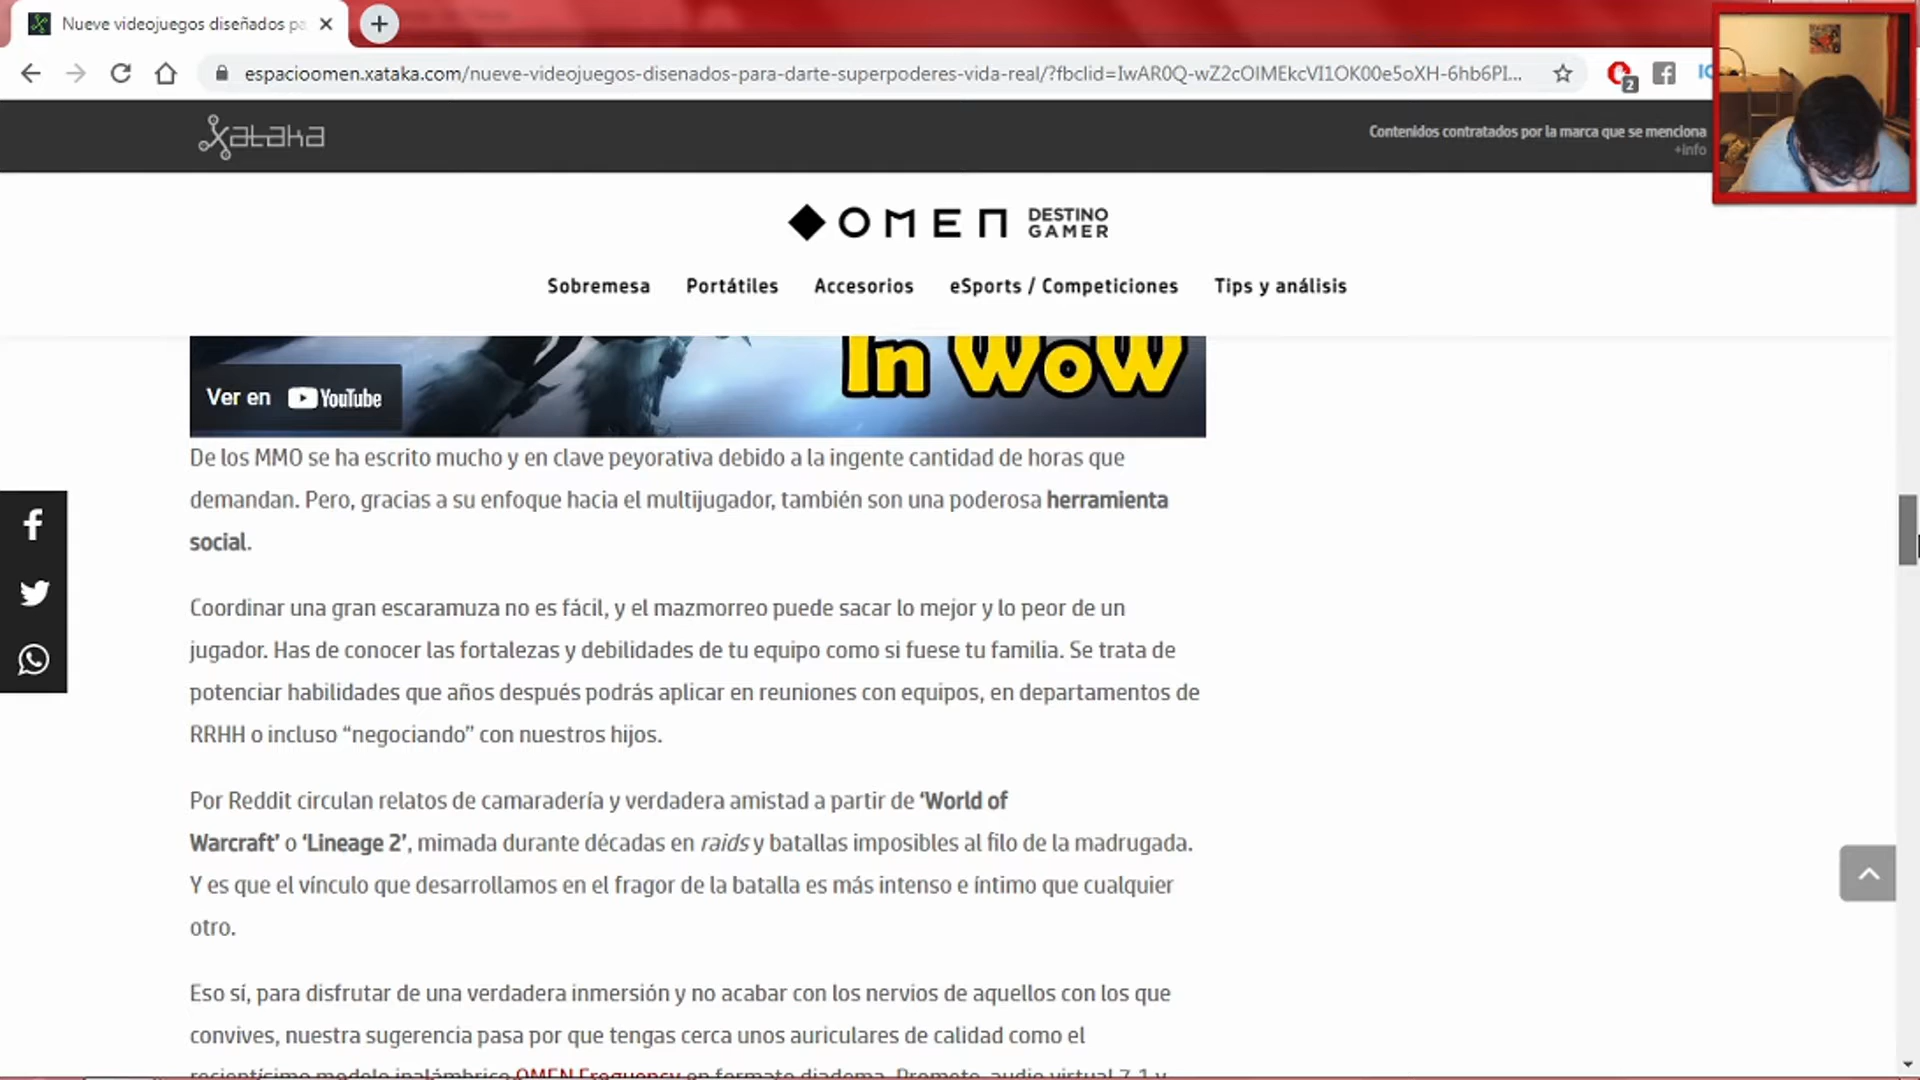 Nueve videojuegos diseñados pa
espacioomen.xataka.com/nueve-videojuegos-disenados-para-darte-superpoderes-vida-real/?fbclid=IwAR0Q-wZ2cOIMEkcVI1OK00e5oXH-6hb6PI...
2
xataka
Contenidos contratados por la marca que se menciona
+info
OMEN DESTINO GAMER
Sobremesa Portátiles Accesorios eSports / Competiciones Tips y análisis
In WoW
Ver en YouTube
De los MMO se ha escrito mucho y en clave peyorativa debido a la ingente cantidad de horas que
demandan. Pero, gracias a su enfoque hacia el multijugador, también son una poderosa herramienta
social.
Coordinar una gran escaramuza no es fácil, y el mazmorreo puede sacar lo mejor y lo peor de un
jugador. Has de conocer las fortalezas y debilidades de tu equipo como si fuese tu familia. Se trata de
potenciar habilidades que años después podrás aplicar en reuniones con equipos, en departamentos de
RRHH o incluso “negociando” con nuestros hijos.
Por Reddit circulan relatos de camaradería y verdadera amistad a partir de ‘World of
Warcraft’ o ‘Lineage 2’, mimada durante décadas en raids y batallas imposibles al filo de la madrugada.
Y es que el vínculo que desarrollamos en el fragor de la batalla es más intenso e íntimo que cualquier
otro.
Eso sí, para disfrutar de una verdadera inmersión y no acabar con los nervios de aquellos con los que
convives, nuestra sugerencia pasa por que tengas cerca unos auriculares de calidad como el
recientísimo modelo inalámbrico OMEN Frequency en formato diadema. Promete audio virtual 7.1 y